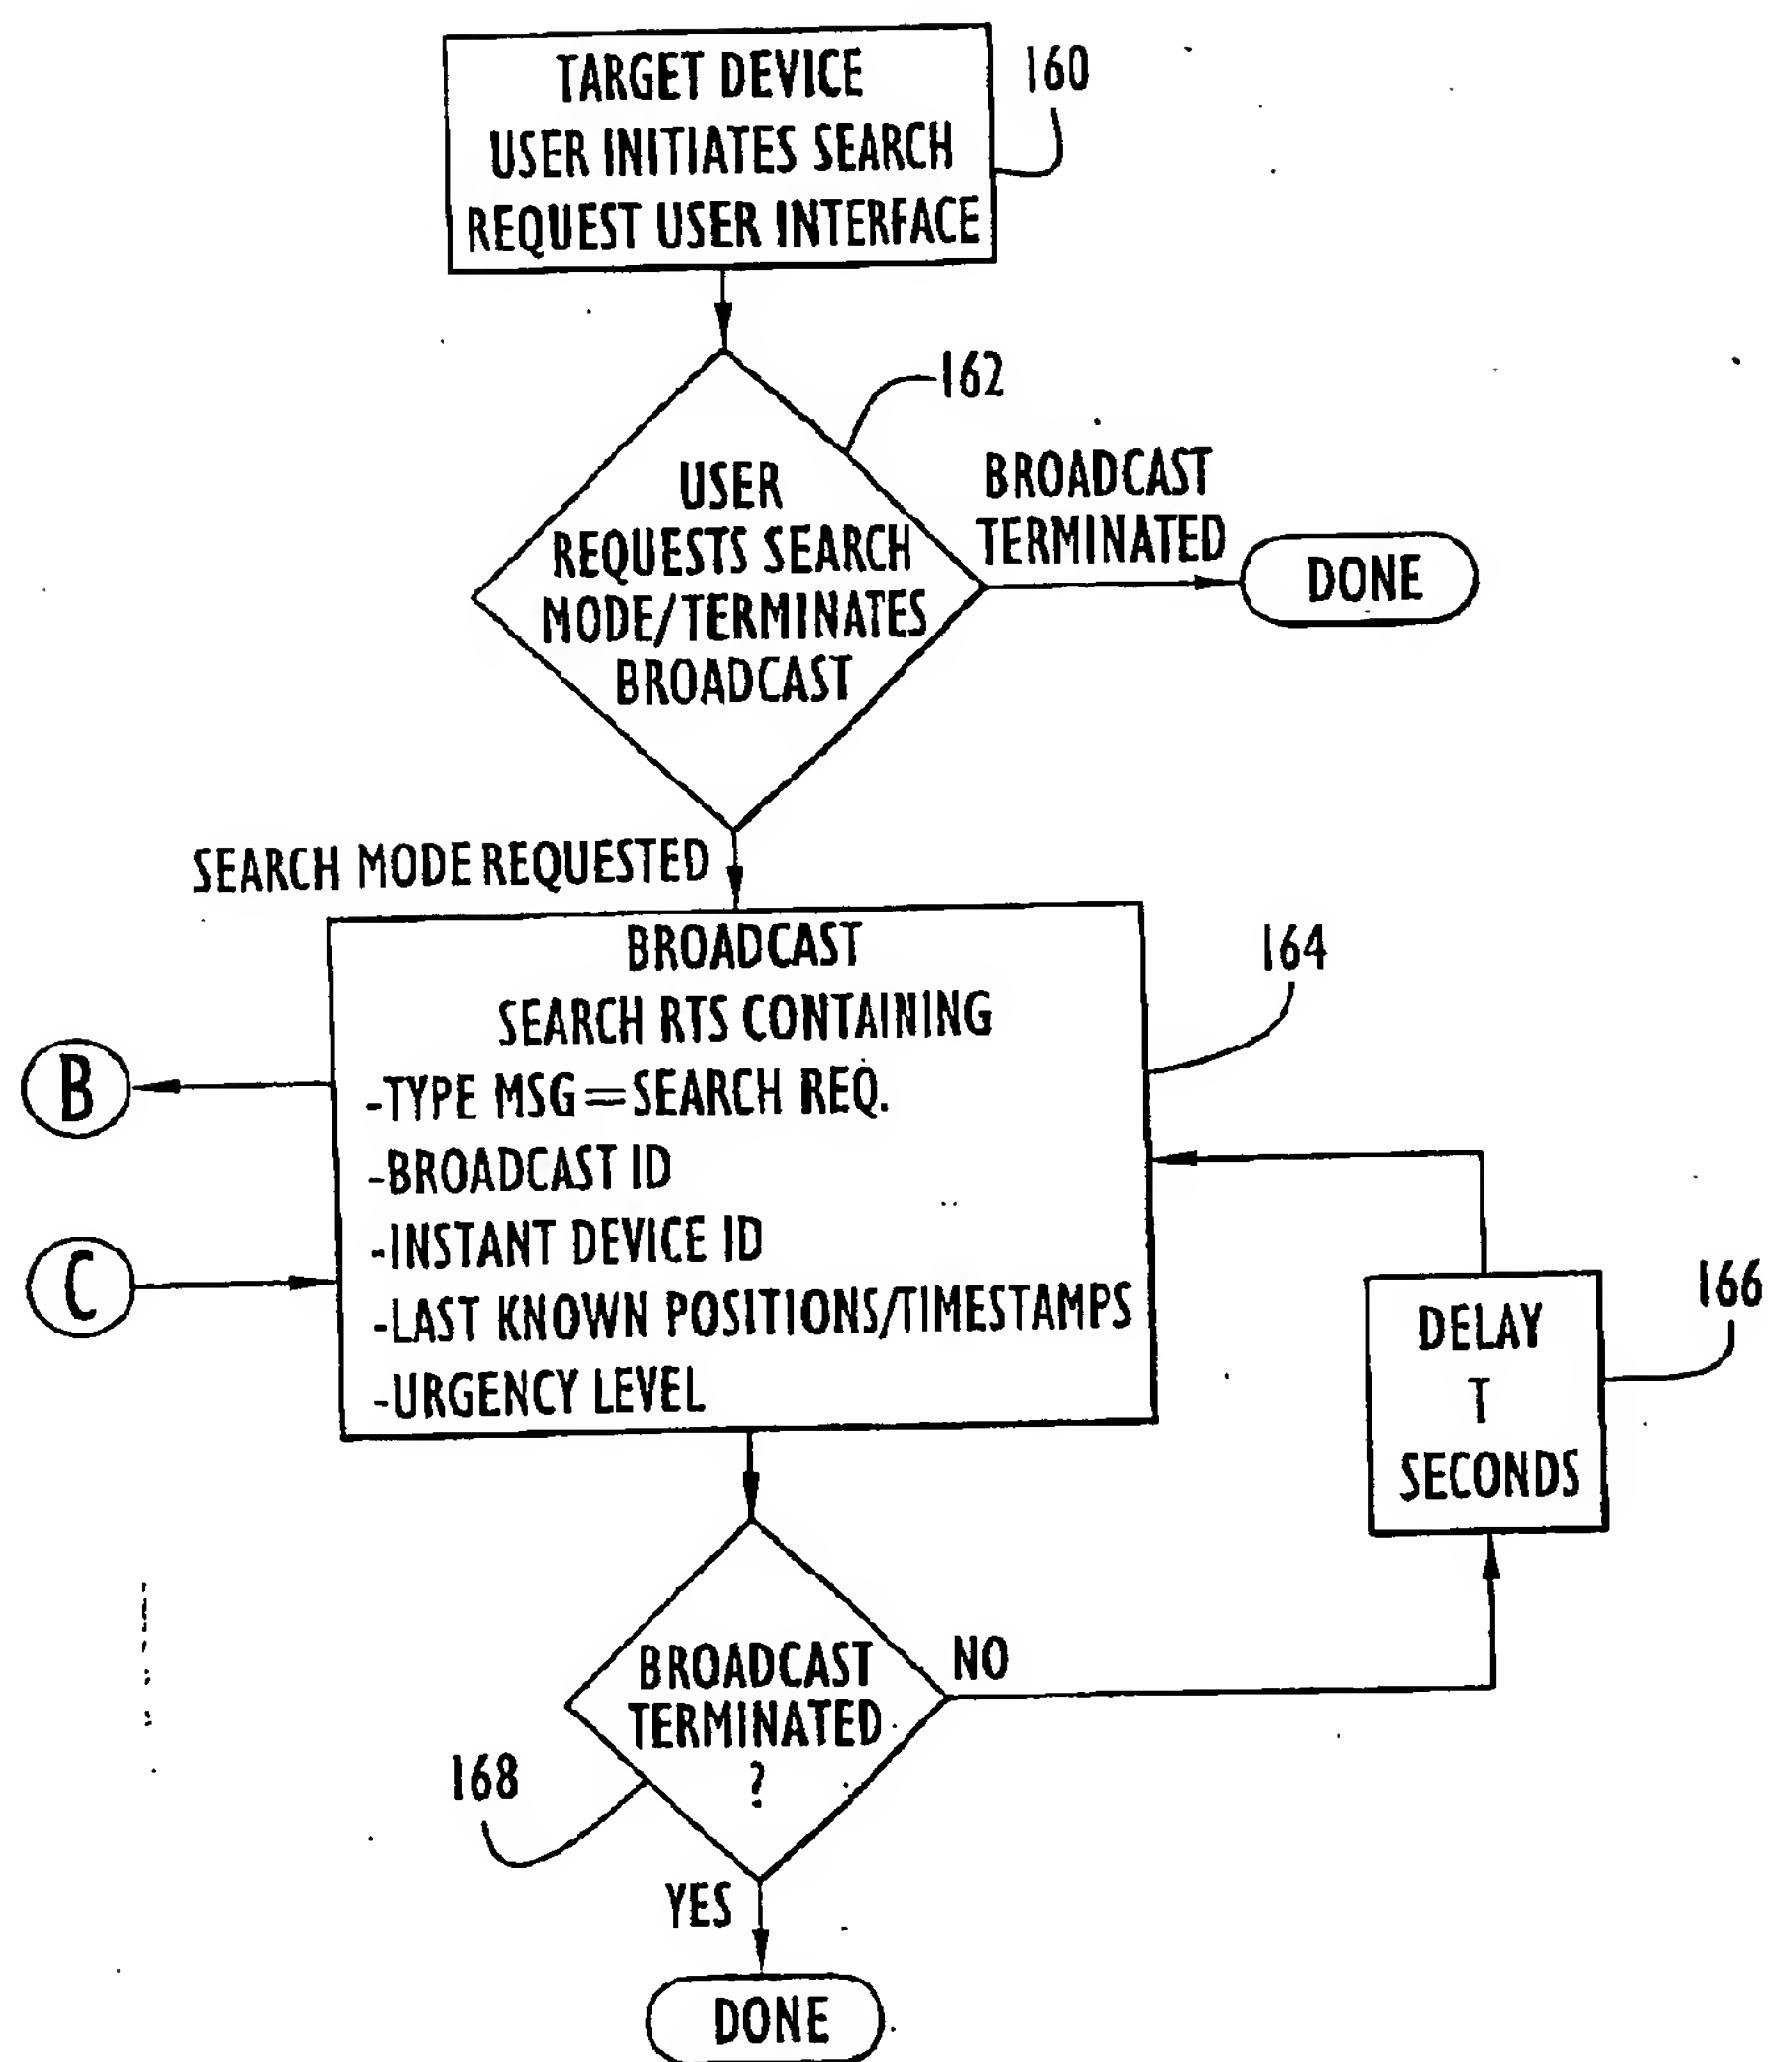 TARGET DEVICE
USER INITIATES SEARCH
REQUEST USER INTERFACE
160
162
USER
REQUESTS SEARCH
MODE/TERMINATES
BROADCAST
BROADCAST
TERMINATED
DONE
SEARCH MODE REQUESTED
BROADCAST
SEARCH RTS CONTAINING
-TYPE MSG=SEARCH REQ.
-BROADCAST ID
-INSTANT DEVICE ID
-LAST KNOWN POSITIONS/TIMESTAMPS
-URGENCY LEVEL
164
B
C
DELAY
T
SECONDS
166
BROADCAST
TERMINATED
?
NO
168
YES
DONE